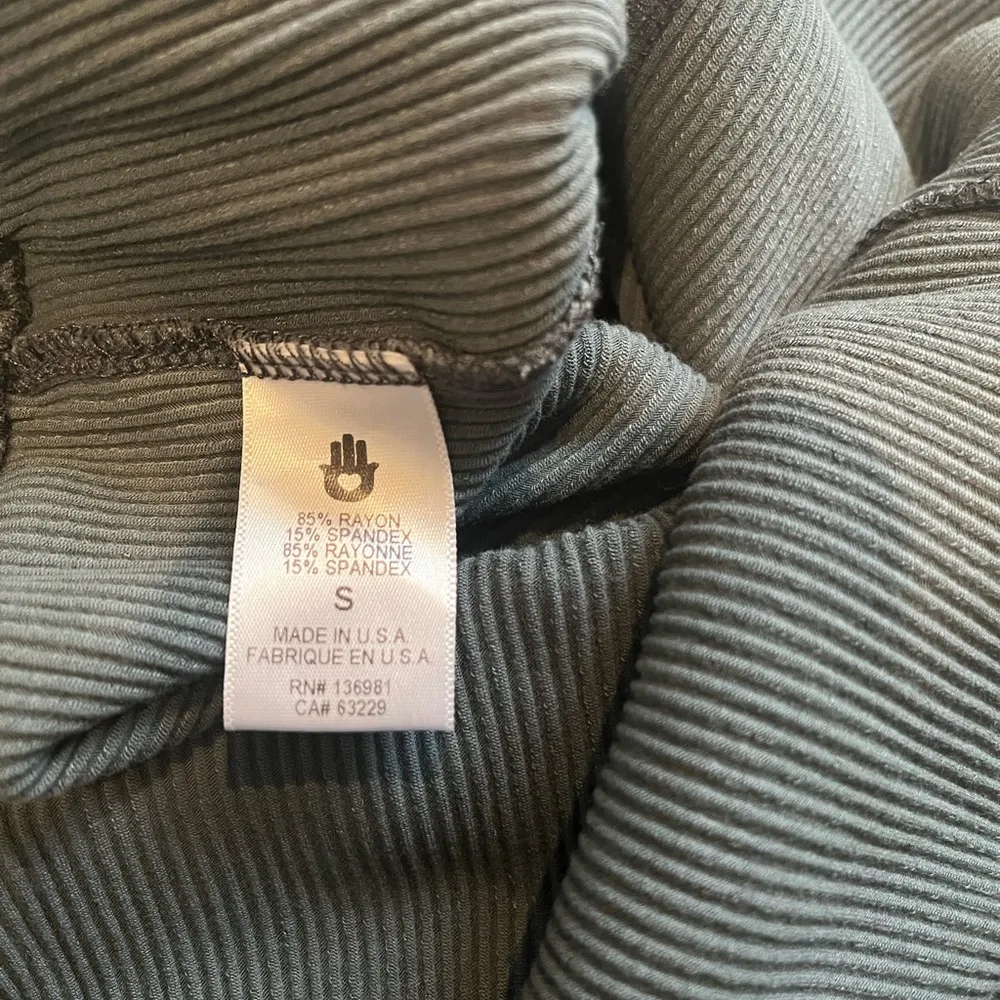 85% RAYON
15% SPANDEX
85% RAYONNE
15% SPANDEX
S
MADE IN U.S.A.
FABRIQUE EN U.S.A.
RN# 136981
CA# 63229